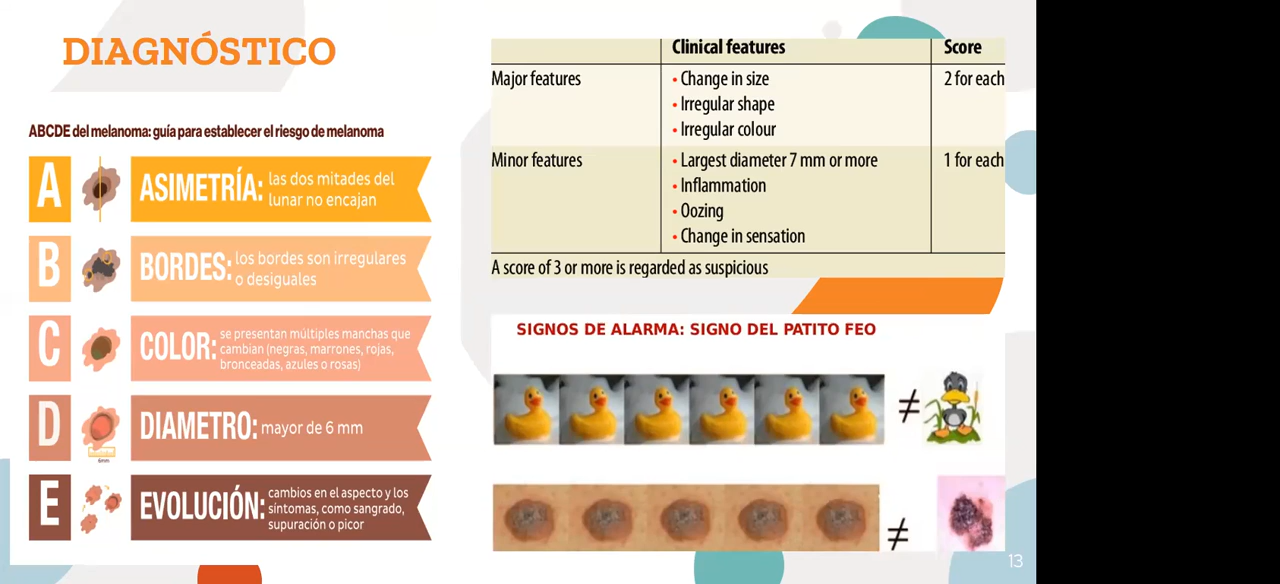 DIAGNÓSTICO
ABCDE del melanoma: guía para establecer el riesgo de melanoma
A
ASIMETRÍA: las dos mitades del
lunar no encajan
B
BORDES: los bordes son irregulares
o desiguales
C
COLOR: se presentan múltiples manchas que
cambian (negras, marrones, rojas,
bronceadas, azules o rosas)
D
6mm
DIAMETRO: mayor de 6 mm
E
EVOLUCIÓN: cambios en el aspecto y los
síntomas, como sangrado,
supuración o picor
Clinical features Score
Major features • Change in size 2 for each
• Irregular shape
• Irregular colour
Minor features • Largest diameter 7 mm or more 1 for each
• Inflammation
• Oozing
• Change in sensation
A score of 3 or more is regarded as suspicious
SIGNOS DE ALARMA: SIGNO DEL PATITO FEO
≠
≠
13